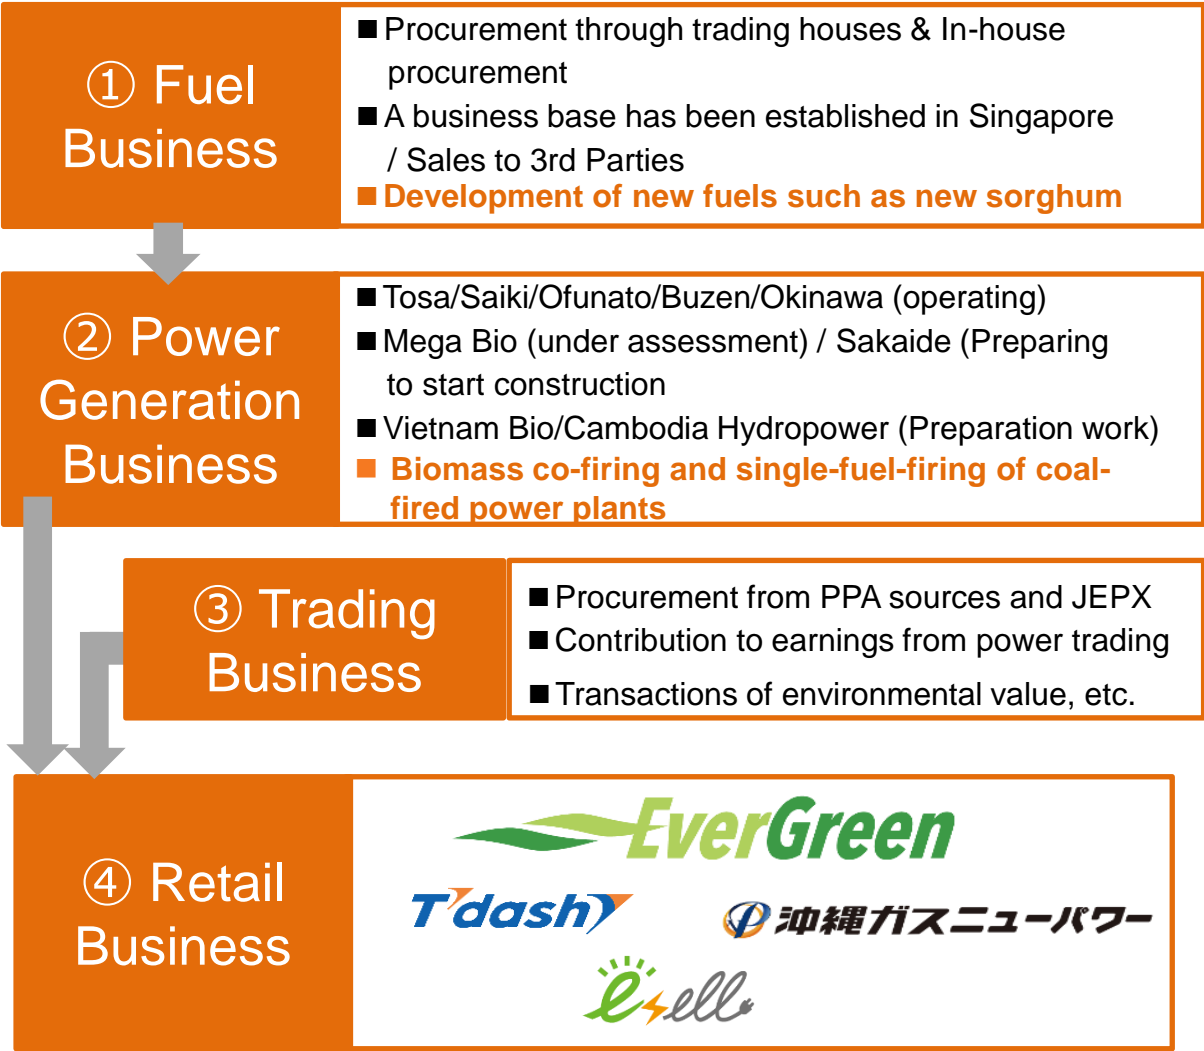 ① Fuel
Business
■ Procurement through trading houses & In-house
procurement
■ A business base has been established in Singapore
/ Sales to 3rd Parties
■ Development of new fuels such as new sorghum
② Power
Generation
Business
■ Tosa/Saiki/Ofunato/Buzen/Okinawa (operating)
■ Mega Bio (under assessment) / Sakaide (Preparing
to start construction
■ Vietnam Bio/Cambodia Hydropower (Preparation work)
■ Biomass co-firing and single-fuel-firing of coal-
fired power plants
③ Trading
Business
■ Procurement from PPA sources and JEPX
■ Contribution to earnings from power trading
■ Transactions of environmental value, etc.
④ Retail
Business
EverGreen
T'dash
沖縄ガスニューパワー
esell